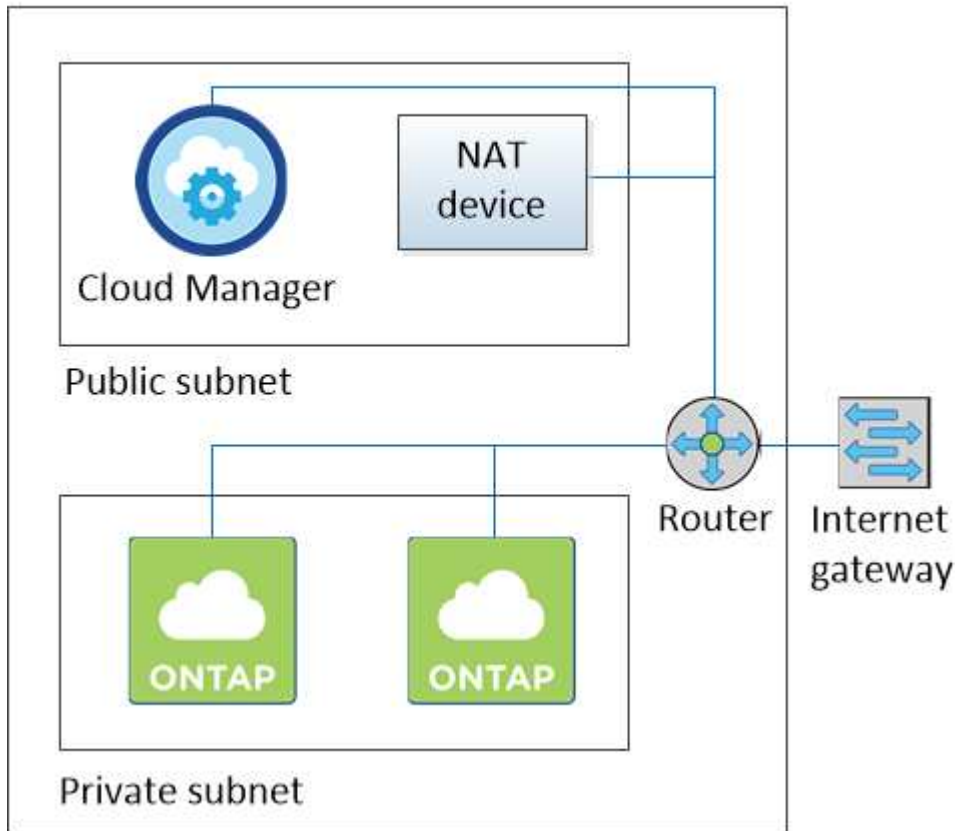 NAT
device
Cloud Manager
Public subnet
Router
Internet
gateway
ONTAP
ONTAP
Private subnet